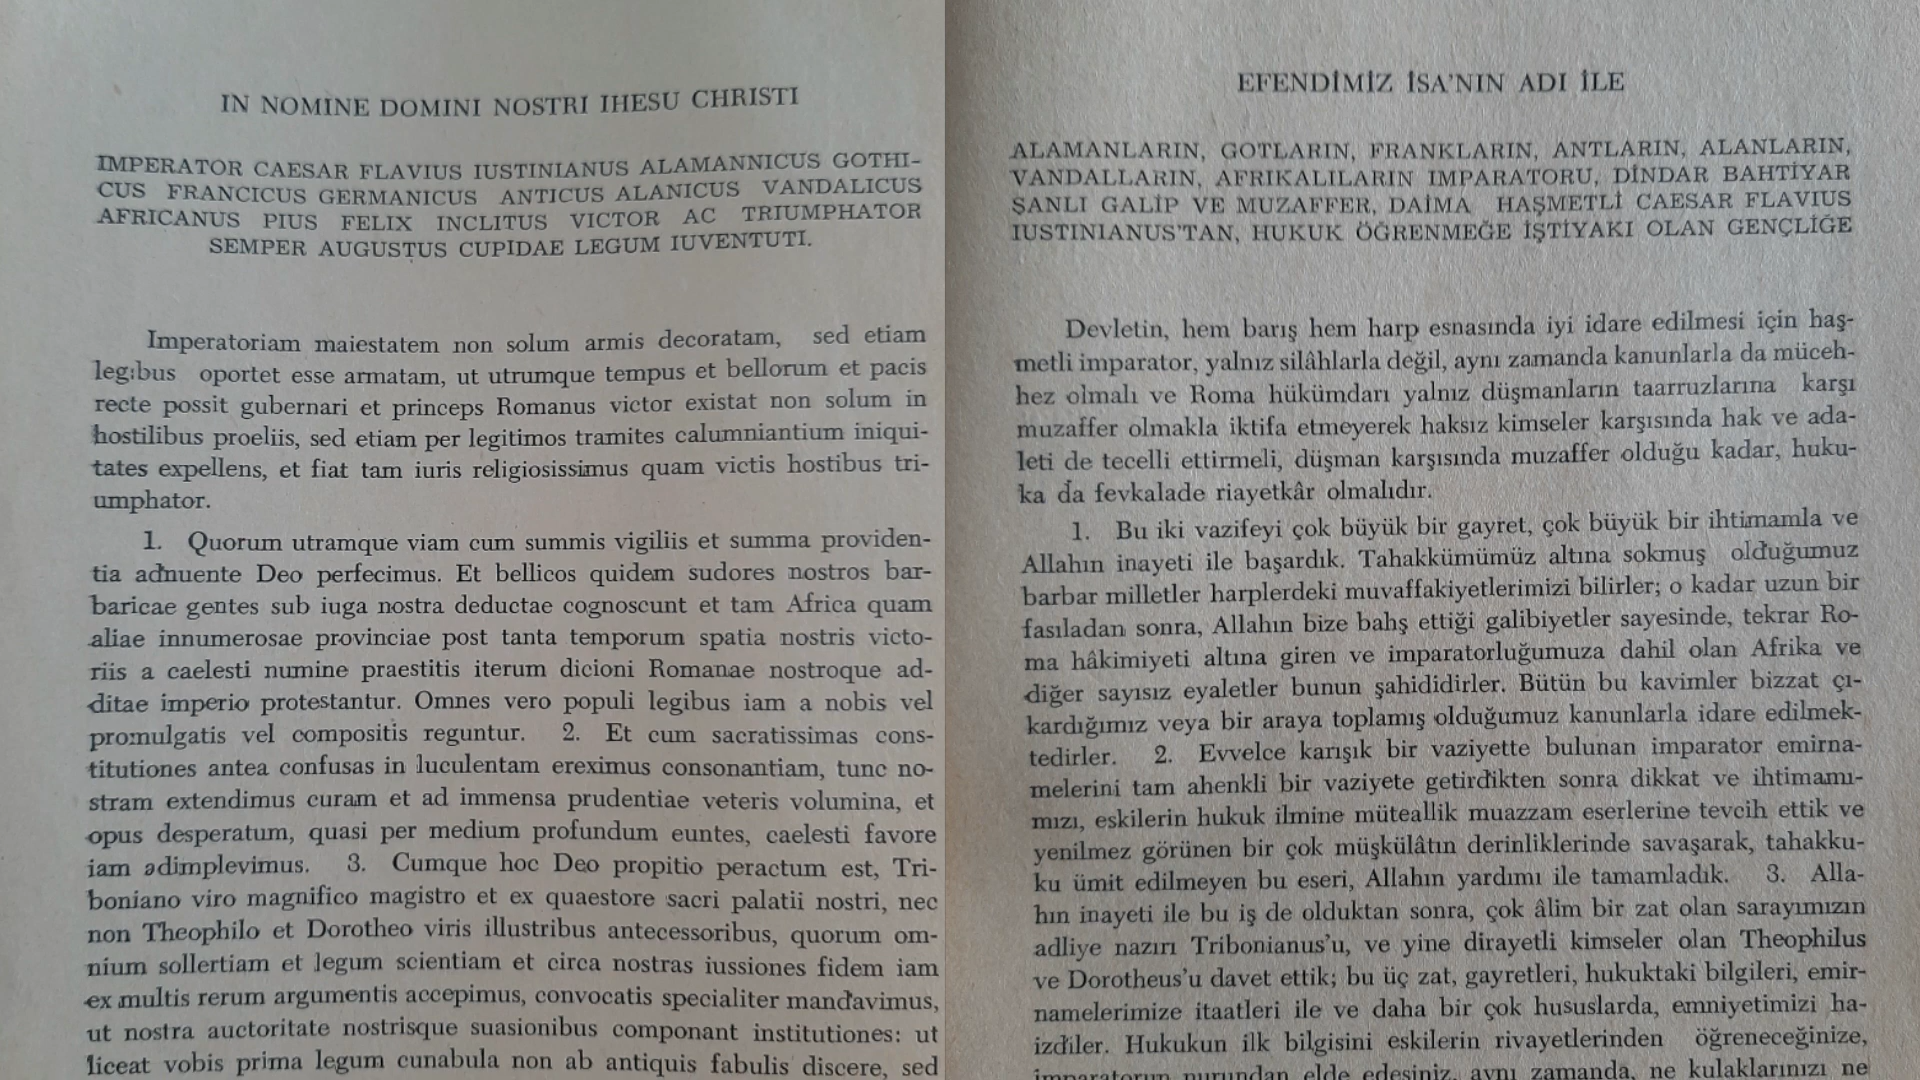 IN NOMINE DOMINI NOSTRI IHESU CHRISTI
IMPERATOR CAESAR FLAVIUS IUSTINIANUS ALAMANNICUS GOTHI-
CUS FRANCICUS GERMANICUS ANTICUS ALANICUS VANDALICUS
AFRICANUS PIUS FELIX INCLITUS VICTOR AC TRIUMPHATOR
SEMPER AUGUSTUS CUPIDAE LEGUM IUVENTUTI.
Imperatoriam maiestatem non solum armis decoratam, sed etiam
legibus oportet esse armatam, ut utrumque tempus et bellorum et pacis
recte possit gubernari et princeps Romanus victor existat non solum in
hostilibus proeliis, sed etiam per legitimos tramites calumniantium iniqui-
tates expellens, et fiat tam iuris religiosissimus quam victis hostibus tri-
umphator.
1. Quorum utramque viam cum summis vigiliis et summa providen-
tia adnuente Deo perfecimus. Et bellicos quidem sudores nostros bar-
baricae gentes sub iuga nostra deductae cognoscunt et tam Africa quam
aliae innumerosae provinciae post tanta temporum spatia nostris victo-
riis a caelesti numine praestitis iterum dicioni Romanae nostroque ad-
ditae imperio protestantur. Omnes vero populi legibus iam a nobis vel
promulgatis vel compositis reguntur. 2. Et cum sacratissimas cons-
titutiones antea confusas in luculentam ereximus consonantiam, tunc no-
stram extendimus curam et ad immensa prudentiae veteris volumina, et
opus desperatum, quasi per medium profundum euntes, caelesti favore
iam adimplevimus. 3. Cumque hoc Deo propitio peractum est, Tri-
boniano viro magnifico magistro et ex quaestore sacri palatii nostri, nec
non Theophilo et Dorotheo viris illustribus antecessoribus, quorum om-
nium sollertiam et legum scientiam et circa nostras iussiones fidem iam
ex multis rerum argumentis accepimus, convocatis specialiter mandavimus,
ut nostra auctoritate nostrisque suasionibus componant institutiones: ut
liceat vobis prima legum cunabula non ab antiquis fabulis discere, sed
EFENDİMİZ İSA'NIN ADI İLE
ALAMANLARIN, GOTLARIN, FRANKLARIN, ANTLARIN, ALANLARIN,
VANDALLARIN, AFRIKALILARIN IMPARATORU, DİNDAR BAHTİYAR
ŞANLI GALİP VE MUZAFFER, DAİMA HAŞMETLİ CAESAR FLAVIUS
IUSTINIANUS'TAN, HUKUK ÖĞRENMEĞE İŞTİYAKI OLAN GENÇLİĞE
Devletin, hem barış hem harp esnasında iyi idare edilmesi için haş-
metli imparator, yalnız silâhlarla değil, aynı zamanda kanunlarla da müceh-
hez olmalı ve Roma hükümdarı yalnız düşmanların taarruzlarına karşı
muzaffer olmakla iktifa etmeyerek haksız kimseler karşısında hak ve ada-
leti de tecelli ettirmeli, düşman karşısında muzaffer olduğu kadar, huku-
ka da fevkalade riayetkâr olmalıdır.
1. Bu iki vazifeyi çok büyük bir gayret, çok büyük bir ihtimamla ve
Allahın inayeti ile başardık. Tahakkümümüz altına sokmuş olduğumuz
barbar milletler harplerdeki muvaffakiyetlerimizi bilirler; o kadar uzun bir
fasıladan sonra, Allahın bize bahş ettiği galibiyetler sayesinde, tekrar Ro-
ma hâkimiyeti altına giren ve imparatorluğumuza dahil olan Afrika ve
diğer sayısız eyaletler bunun şahididirler. Bütün bu kavimler bizzat çı-
kardığımız veya bir araya toplamış olduğumuz kanunlarla idare edilmek-
tedirler. 2. Evvelce karışık bir vaziyette bulunan imparator emirna-
melerini tam ahenkli bir vaziyete getirdikten sonra dikkat ve ihtimamı-
mızı, eskilerin hukuk ilmine müteallik muazzam eserlerine tevcih ettik ve
yenilmez görünen bir çok müşkülâtın derinliklerinde savaşarak, tahakku-
ku ümit edilmeyen bu eseri, Allahın yardımı ile tamamladık. 3. Alla-
hın inayeti ile bu iş de olduktan sonra, çok âlim bir zat olan sarayımızın
adliye nazırı Tribonianus'u, ve yine dirayetli kimseler olan Theophilus
ve Dorotheus'u davet ettik; bu üç zat, gayretleri, hukuktaki bilgileri, emir-
namelerimize itaatleri ile ve daha bir çok hususlarda, emniyetimizi ha-
izdiler. Hukukun ilk bilgisini eskilerin rivayetlerinden öğreneceğinize,
imparatorun nurundan elde edesiniz, aynı zamanda, ne kulaklarınızı ne